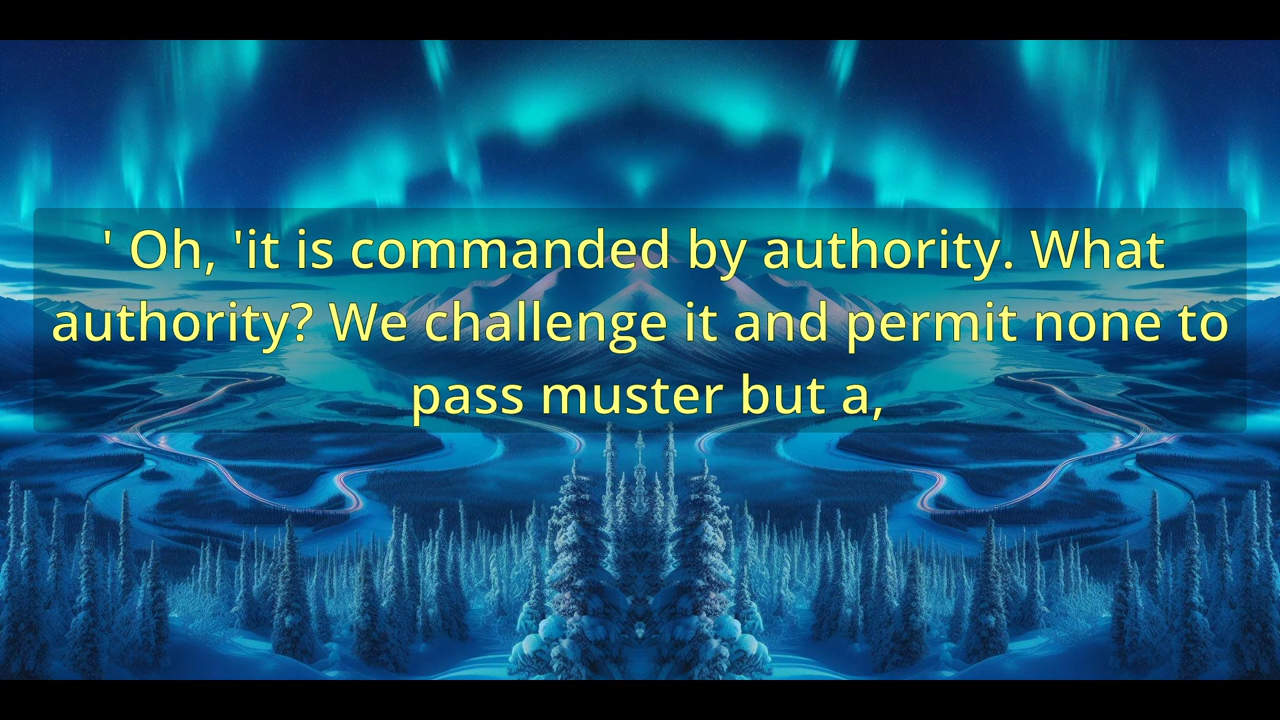 ' Oh, 'it is commanded by authority. What
authority? We challenge it and permit none to
pass muster but a,